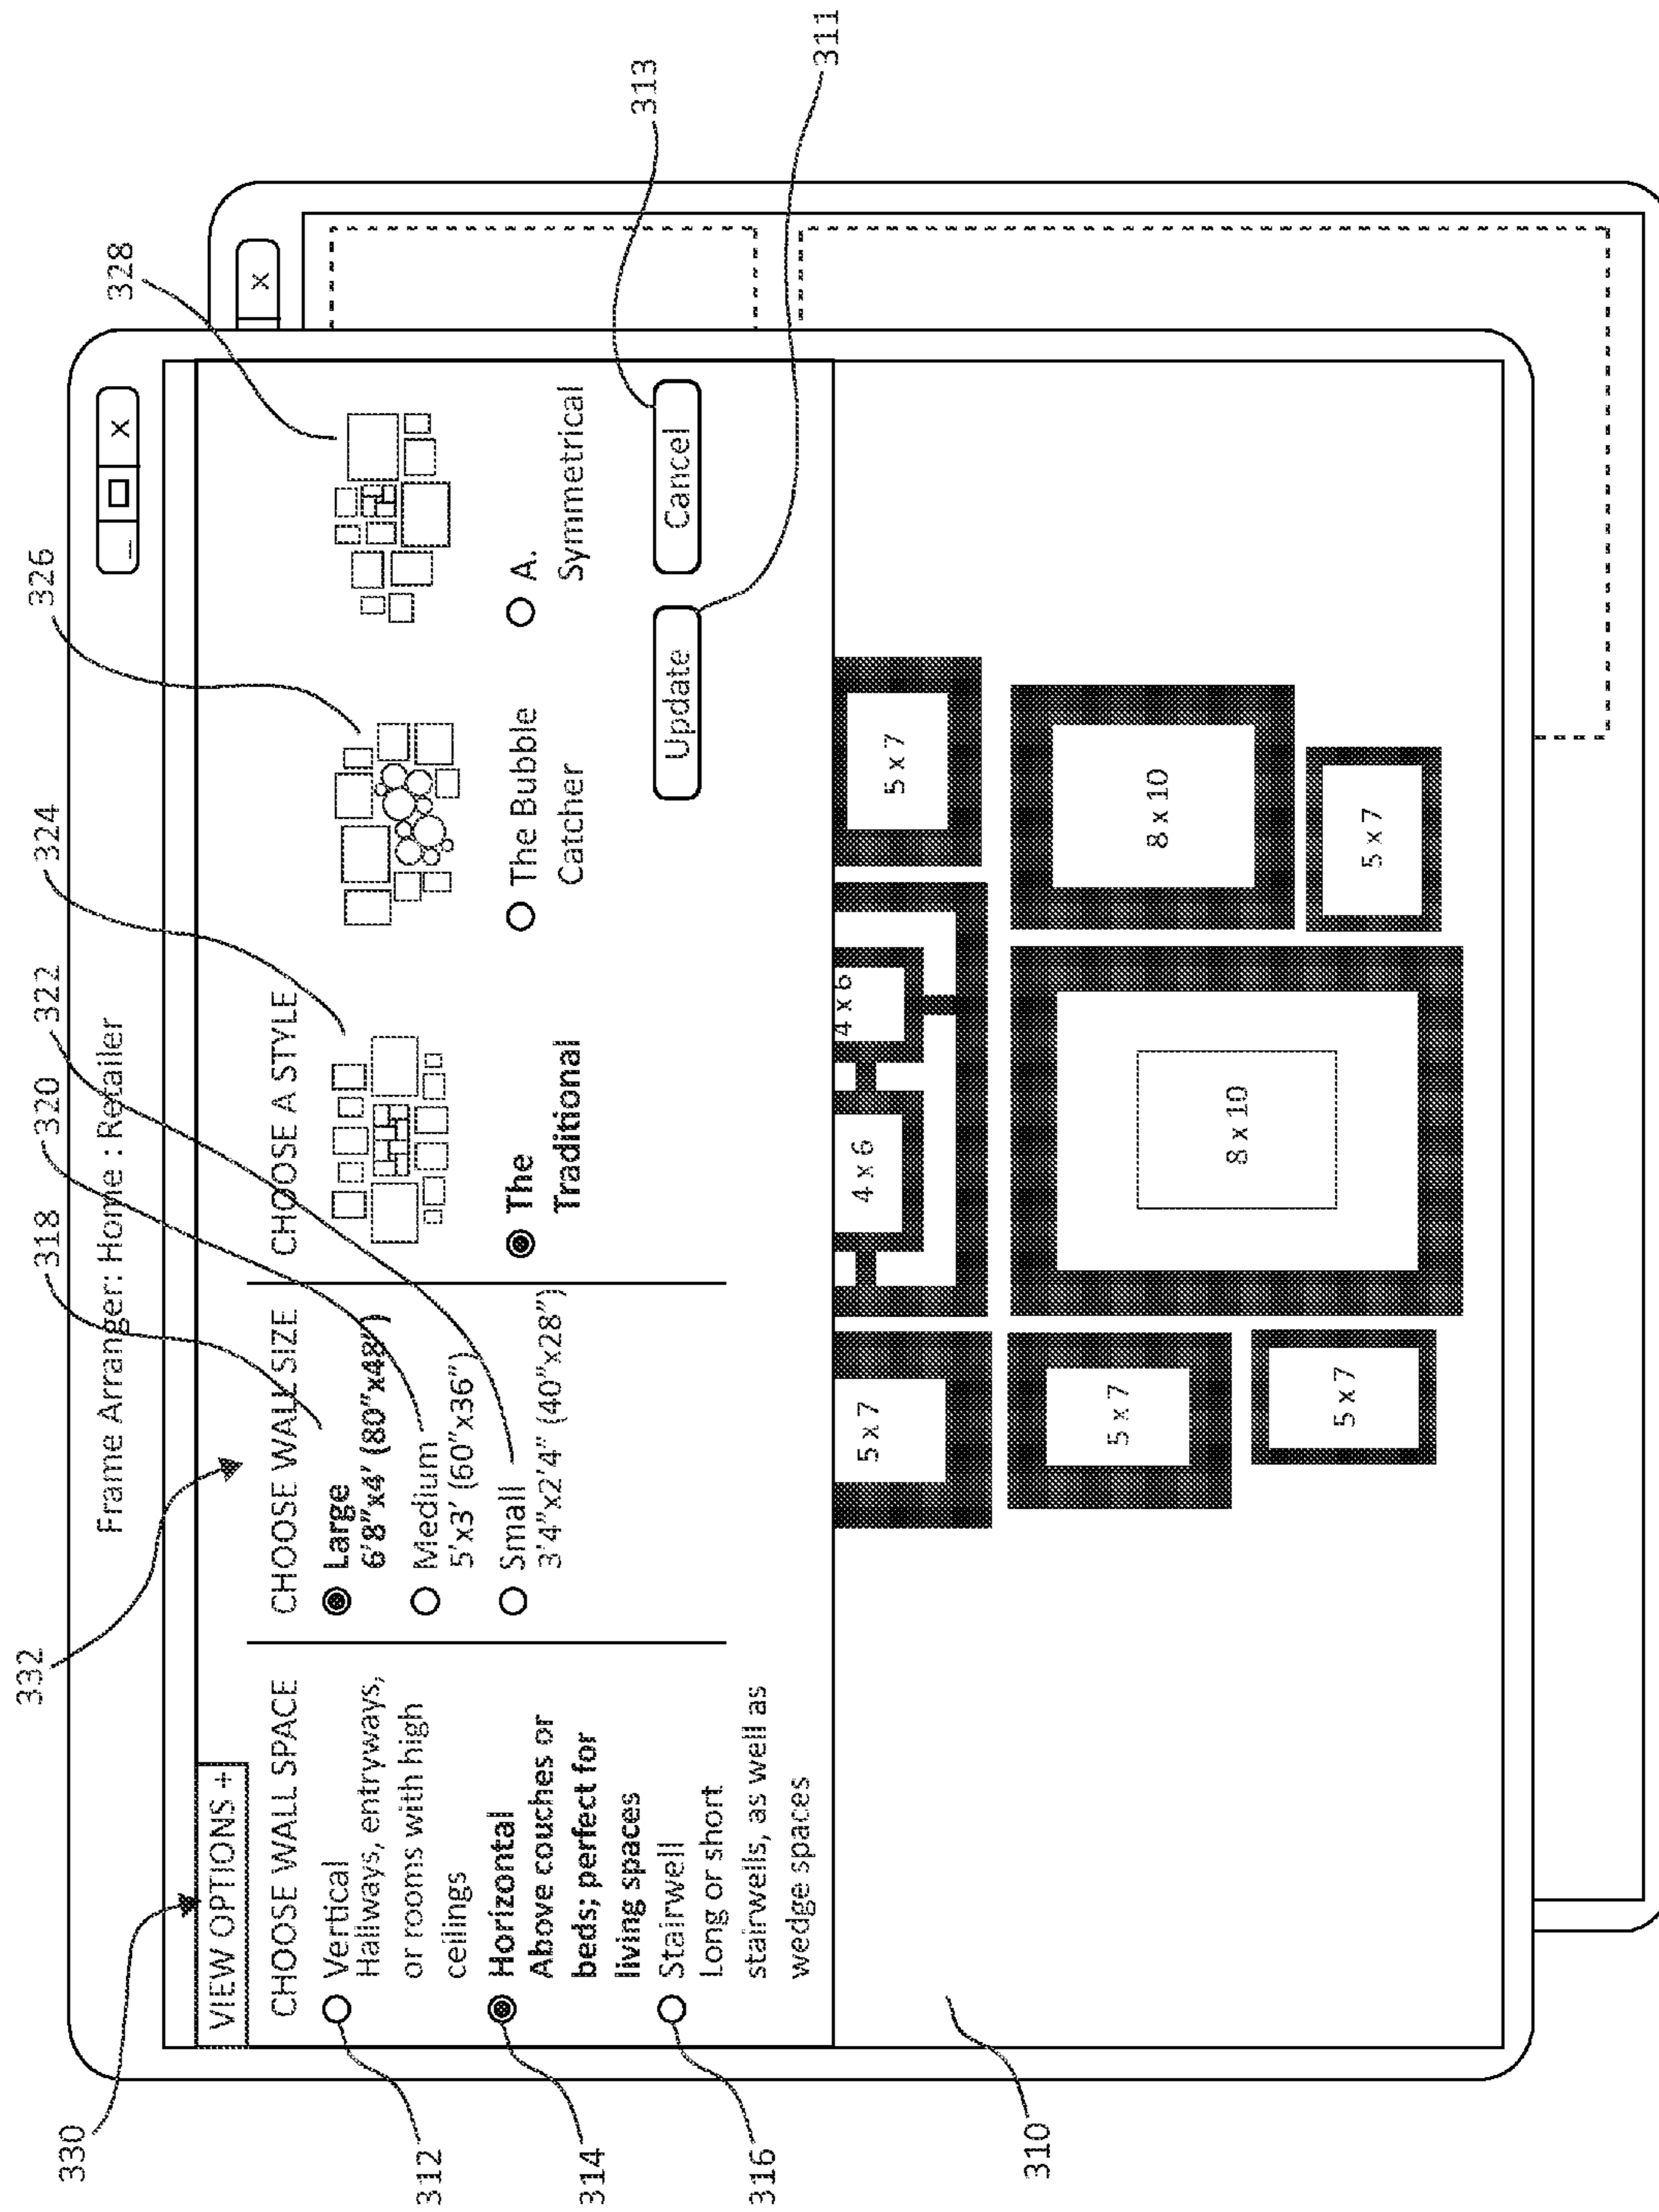 Frame Arranger: Home : Retailer
_ x
x
VIEW OPTIONS +
CHOOSE WALL SPACE
Vertical
Hallways, entryways,
or rooms with high
ceilings
Horizontal
Above couches or
beds; perfect for
living spaces
Stairwell
Long or short
stairwells, as well as
wedge spaces
CHOOSE WALL SIZE
Large
6'8"x4' (80"x48")
Medium
5'x3' (60"x36")
Small
3'4"x2'4" (40"x28")
CHOOSE A STYLE
The
Traditional
The Bubble
Catcher
A.
Symmetrical
Update
Cancel
5 x 7
4 x 6
4 x 6
5 x 7
5 x 7
8 x 10
8 x 10
5 x 7
5 x 7
330
332
318
320
322
324
326
328
313
311
312
314
316
310